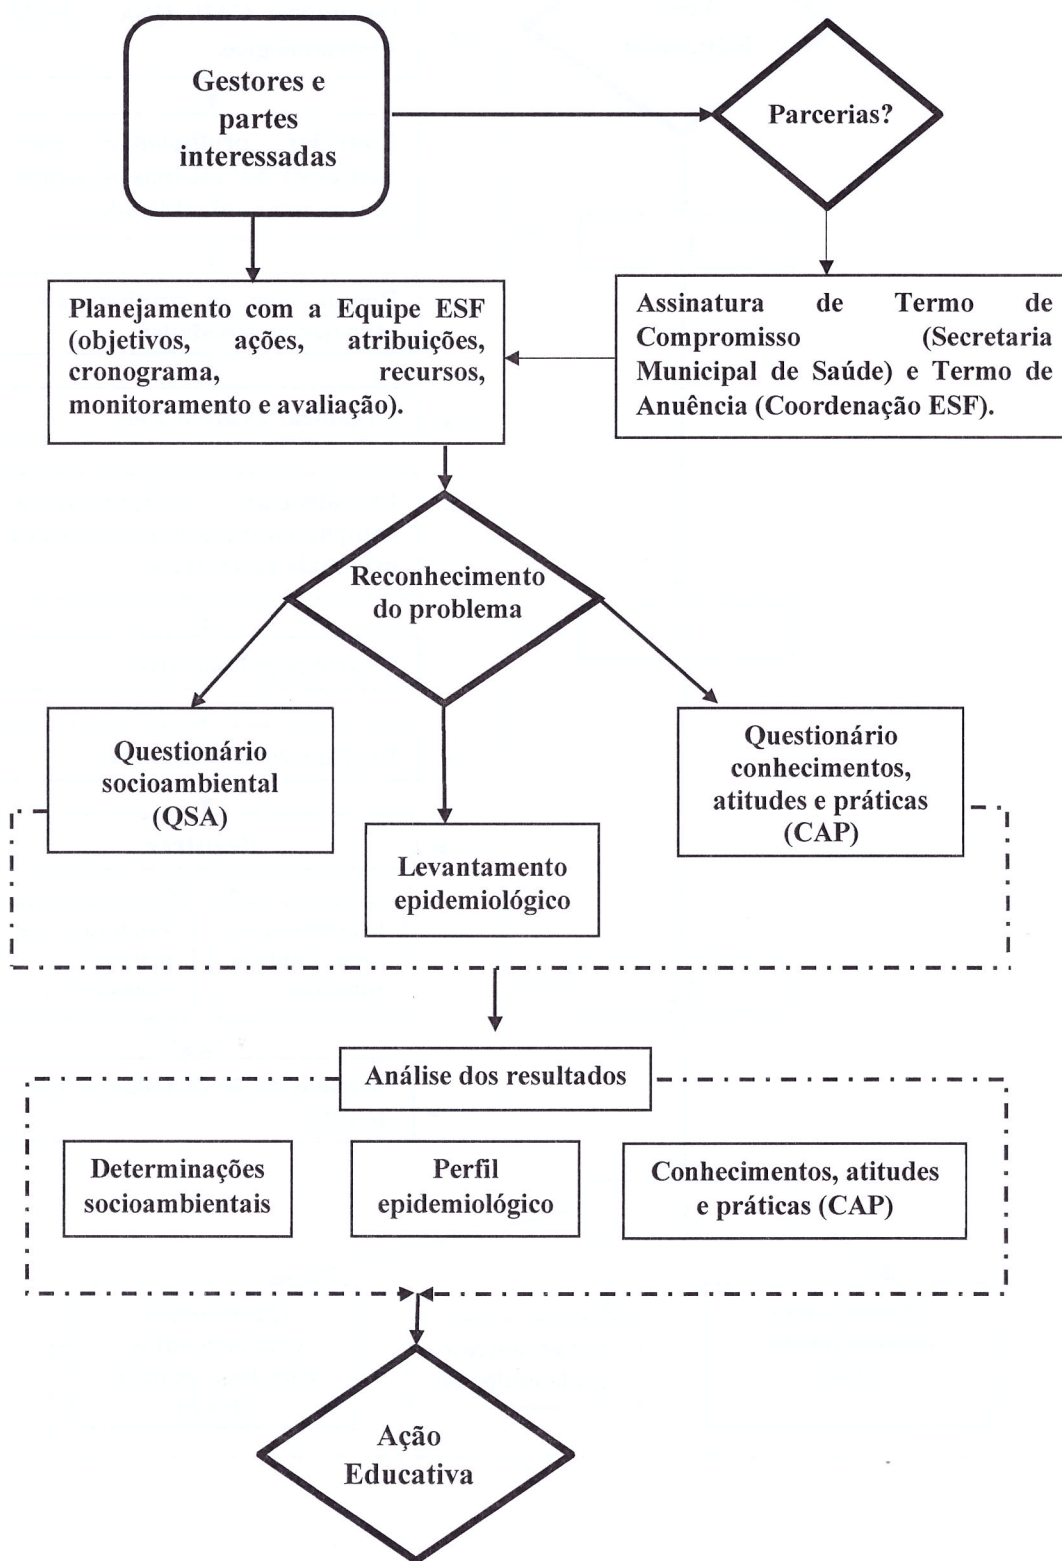 Gestores e
partes
interessadas
Parcerias?
Planejamento com a Equipe ESF
(objetivos, ações, atribuições,
cronograma, recursos,
monitoramento e avaliação).
Assinatura de Termo de
Compromisso (Secretaria
Municipal de Saúde) e Termo de
Anuência (Coordenação ESF).
Reconhecimento
do problema
Questionário
socioambiental
(QSA)
Levantamento
epidemiológico
Questionário
conhecimentos,
atitudes e práticas
(CAP)
Análise dos resultados
Determinações
socioambientais
Perfil
epidemiológico
Conhecimentos, atitudes
e práticas (CAP)
Ação
Educativa